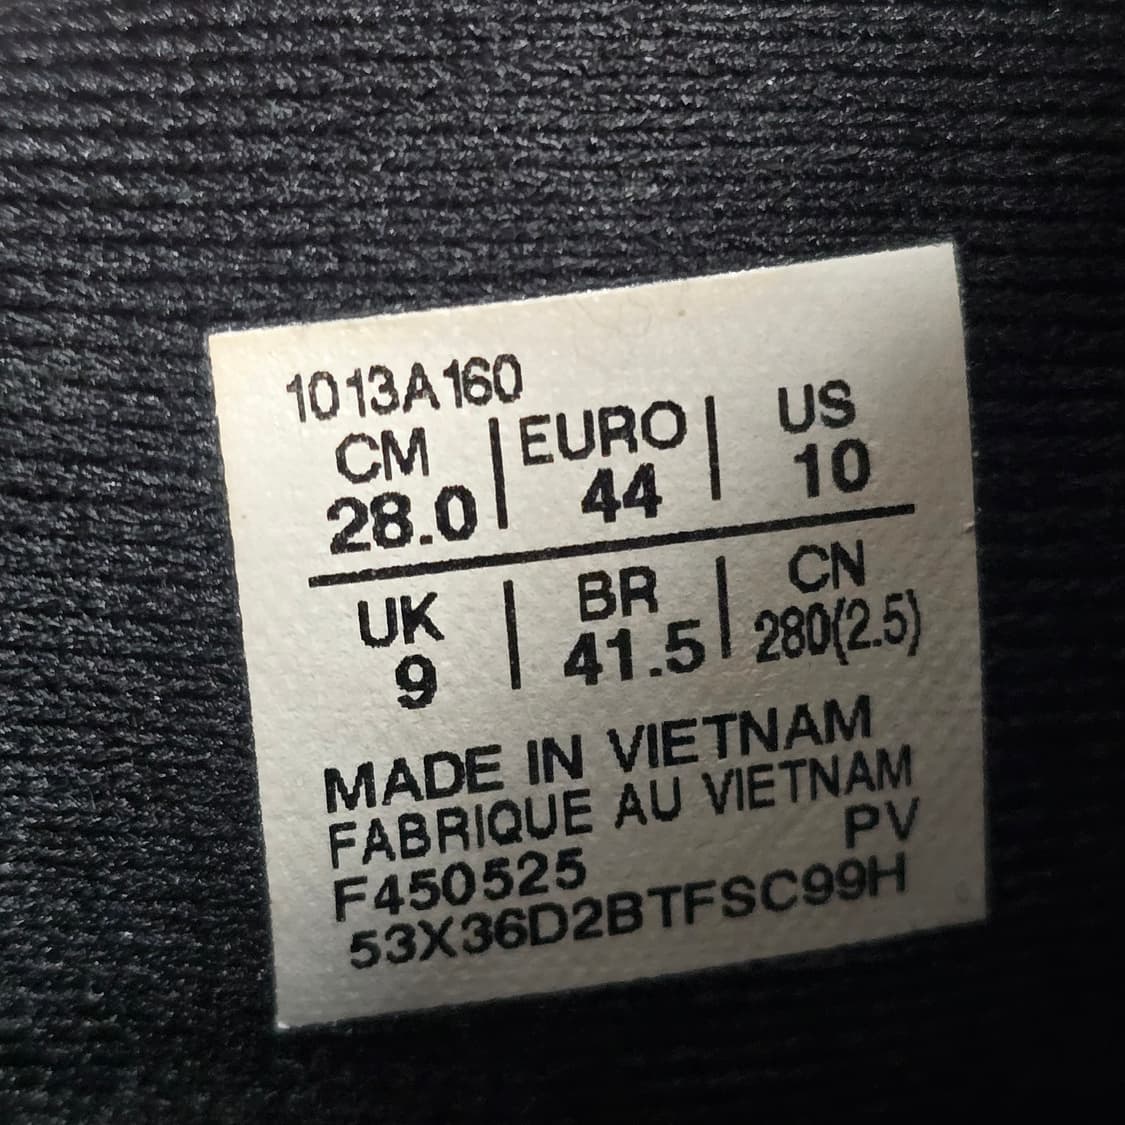 1013A160
CM | EURO | US
28.0 | 44 | 10
UK | BR | CN
9 | 41.5 | 280(2.5)
MADE IN VIETNAM
FABRIQUE AU VIETNAM
PV
F450525
53X36D2BTFSC99H